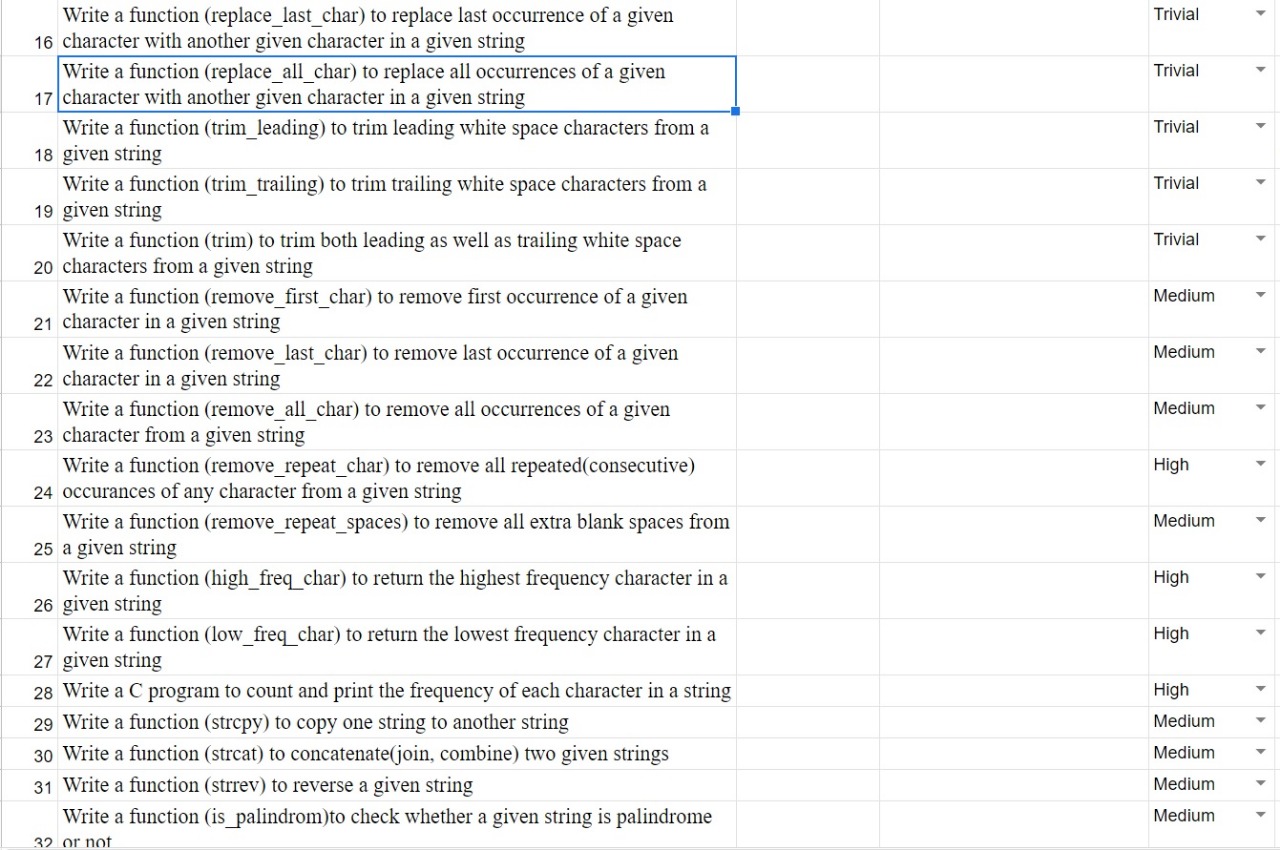 Write a function (replace_last_char) to replace last occurrence of a given Trivial
16 character with another given character in a given string
Write a function (replace_all_char) to replace all occurrences of a given Trivial
17 character with another given character in a given string
Write a function (trim_leading) to trim leading white space characters from a Trivial
18 given string
Write a function (trim_trailing) to trim trailing white space characters from a Trivial
19 given string
Write a function (trim) to trim both leading as well as trailing white space Trivial
20 characters from a given string
Write a function (remove_first_char) to remove first occurrence of a given Medium
21 character in a given string
Write a function (remove_last_char) to remove last occurrence of a given Medium
22 character in a given string
Write a function (remove_all_char) to remove all occurrences of a given Medium
23 character from a given string
Write a function (remove_repeat_char) to remove all repeated(consecutive) High
24 occurances of any character from a given string
Write a function (remove_repeat_spaces) to remove all extra blank spaces from Medium
25 a given string
Write a function (high_freq_char) to return the highest frequency character in a High
26 given string
Write a function (low_freq_char) to return the lowest frequency character in a High
27 given string
28 Write a C program to count and print the frequency of each character in a string High
29 Write a function (strcpy) to copy one string to another string Medium
30 Write a function (strcat) to concatenate(join, combine) two given strings Medium
31 Write a function (strrev) to reverse a given string Medium
Write a function (is_palindrom)to check whether a given string is palindrome Medium
32 or not